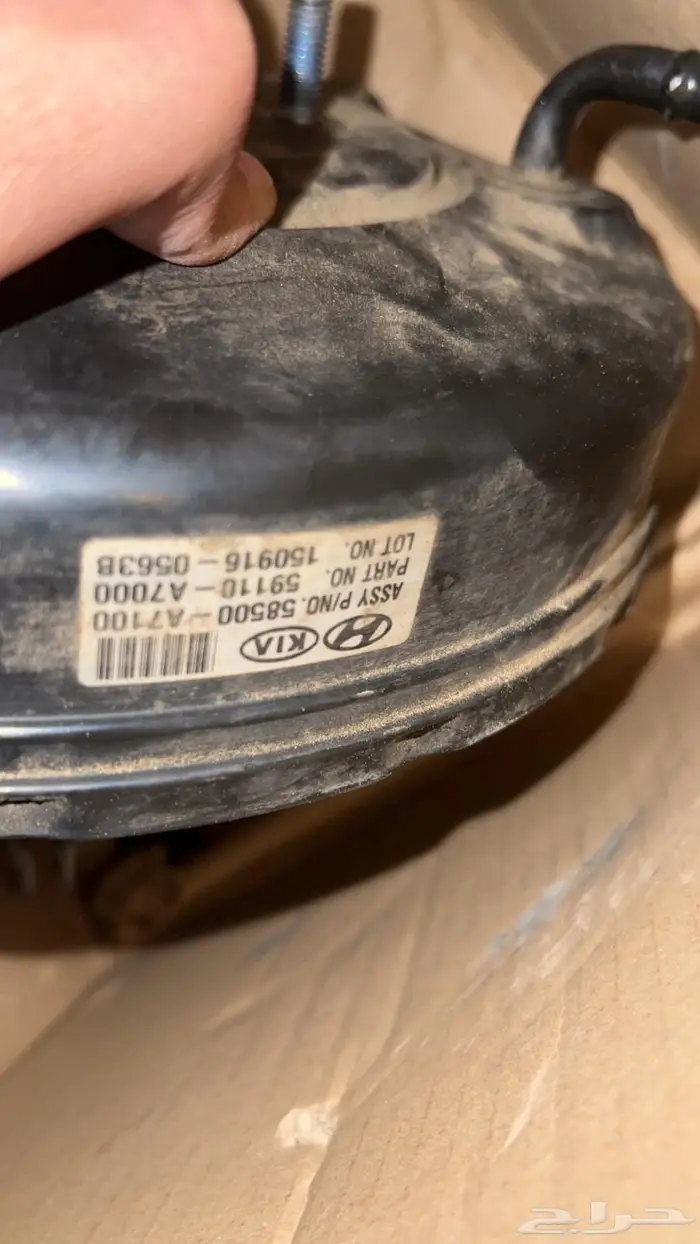 KIA
ASSY P/NO. 58500 - A7100
PART NO. 59110 - A7000
LOT NO. 150916 - 0563B
حراج